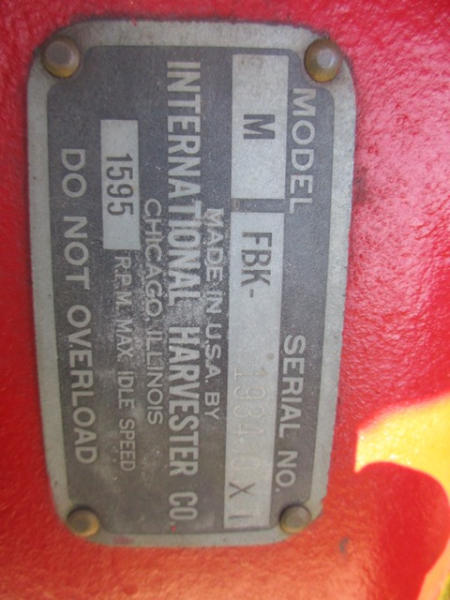 MODEL SERIAL NO.
M FBK- X1
MADE IN U.S.A. BY
INTERNATIONAL HARVESTER CO.
CHICAGO, ILLINOIS
1595 R.P.M. MAX. IDLE SPEED
DO NOT OVERLOAD